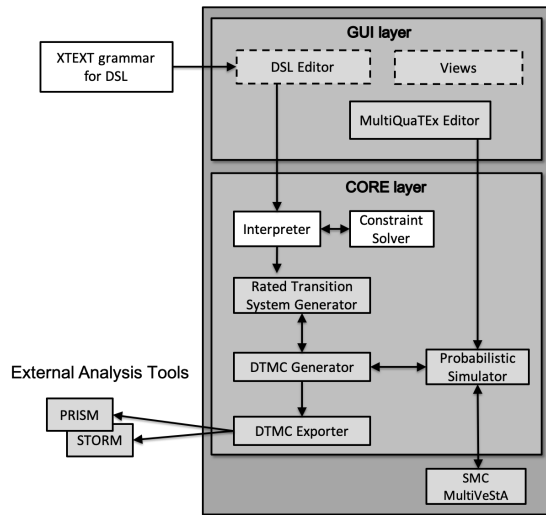 GUI layer
XTEXT grammar
for DSL
DSL Editor
Views
MultiQuaTEx Editor
CORE layer
Interpreter
Constraint
Solver
Rated Transition
System Generator
External Analysis Tools
DTMC Generator
Probabilistic
Simulator
PRISM
STORM
DTMC Exporter
SMC
MultiVeStA